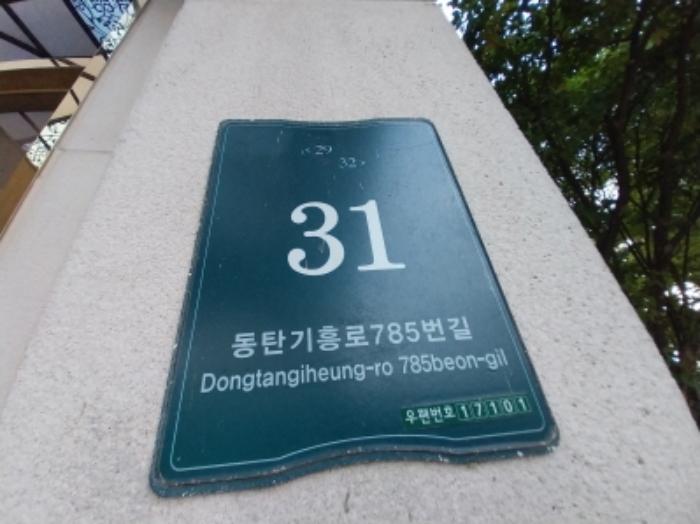 <29
32>
31
동탄기흥로785번길
Dongtangiheung-ro 785beon-gil
우편번호 17101